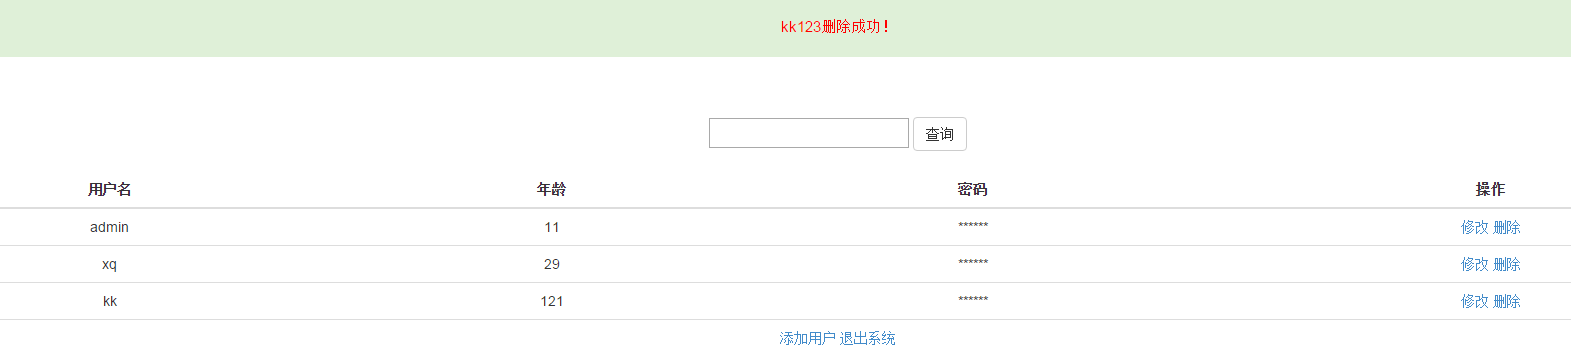 kk123删除成功！
查询
用户名 年龄 密码 操作
admin 11 ****** 修改 删除
xq 29 ****** 修改 删除
kk 121 ****** 修改 删除
添加用户 退出系统